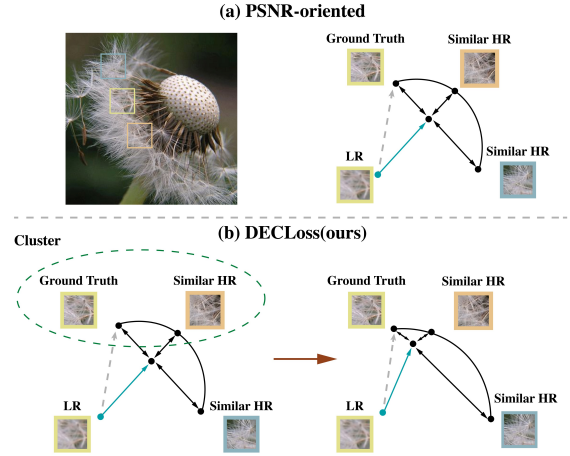 (a) PSNR-oriented
Ground Truth
Similar HR
LR
Similar HR
(b) DECLoss(ours)
Cluster
Ground Truth
Similar HR
LR
Similar HR
Ground Truth
Similar HR
LR
Similar HR